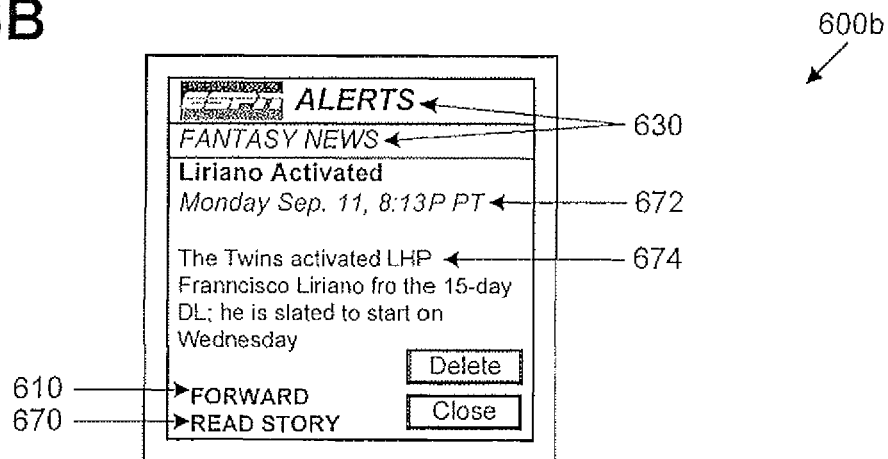 B
600b
ESPN ALERTS
630
FANTASY NEWS
Liriano Activated
Monday Sep. 11, 8:13P PT
672
The Twins activated LHP
674
Franncisco Liriano fro the 15-day
DL; he is slated to start on
Wednesday
Delete
610
FORWARD
Close
670
READ STORY